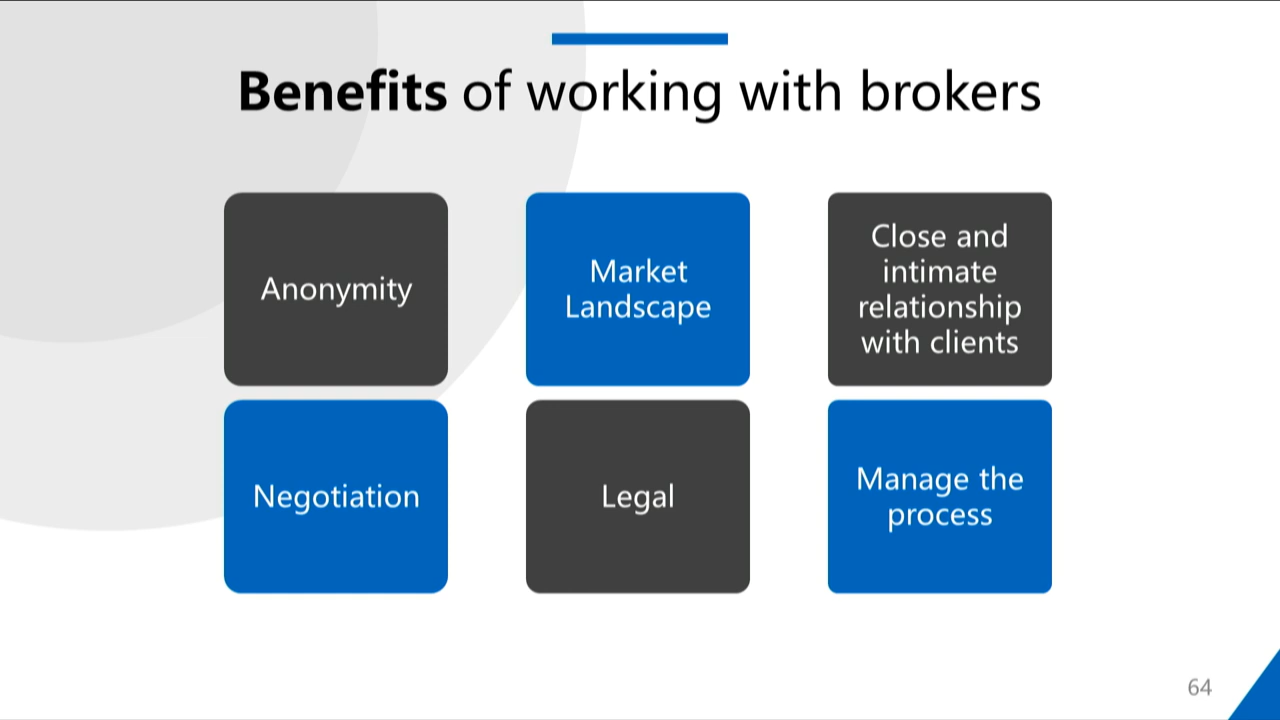 Benefits of working with brokers
Anonymity
Market
Landscape
Close and
intimate
relationship
with clients
Negotiation
Legal
Manage the
process
64